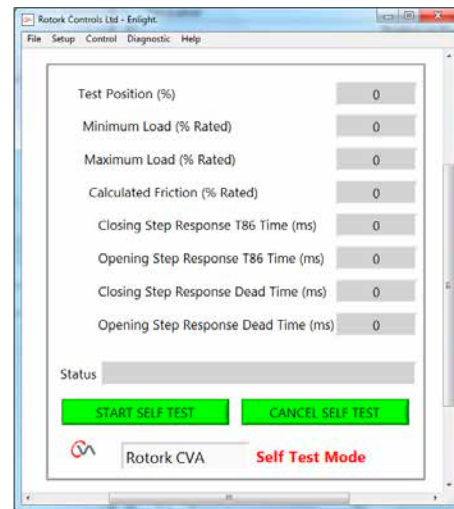 Rotork Controls Ltd - Enlight.
File Setup Control Diagnostic Help
Test Position (%) 0
Minimum Load (% Rated) 0
Maximum Load (% Rated) 0
Calculated Friction (% Rated) 0
Closing Step Response T86 Time (ms) 0
Opening Step Response T86 Time (ms) 0
Closing Step Response Dead Time (ms) 0
Opening Step Response Dead Time (ms) 0
Status
START SELF TEST CANCEL SELF TEST
Rotork CVA Self Test Mode